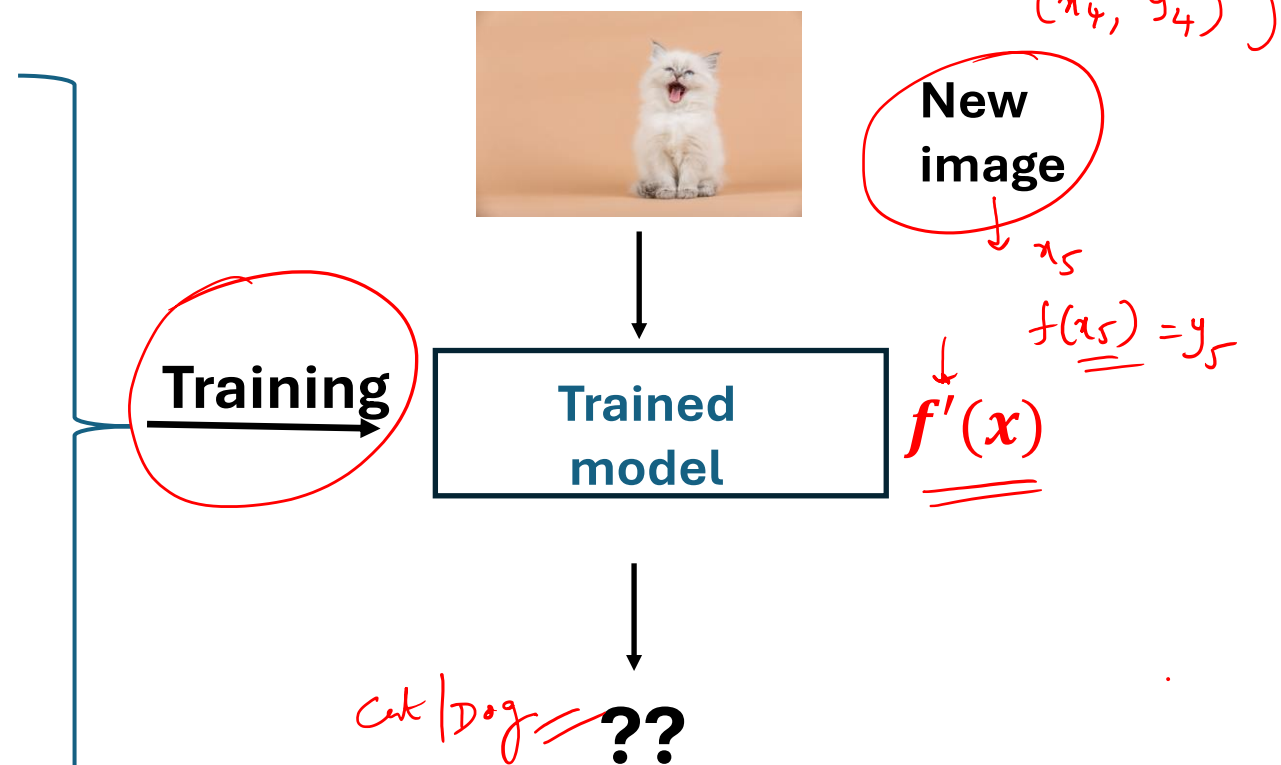 (x4, y4) )
New
image
x5
f(x5) = y5
Training
Trained
model
f'(x)
Cat | Dog
??